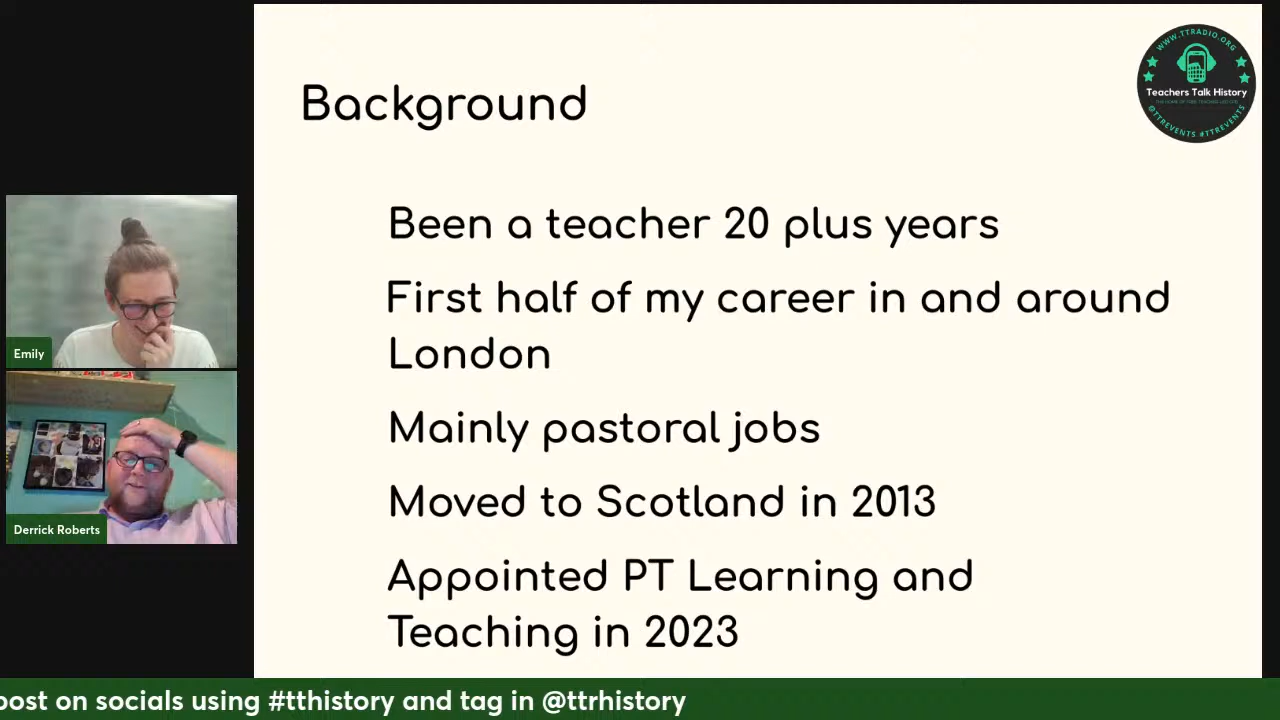 Background
WWW.TTRADIO.ORG
Teachers Talk History
@TTREVENTS #TTREVENTS
Been a teacher 20 plus years
First half of my career in and around
London
Mainly pastoral jobs
Moved to Scotland in 2013
Appointed PT Learning and
Teaching in 2023
Emily
Derrick Roberts
post on socials using #tthistory and tag in @ttrhistory